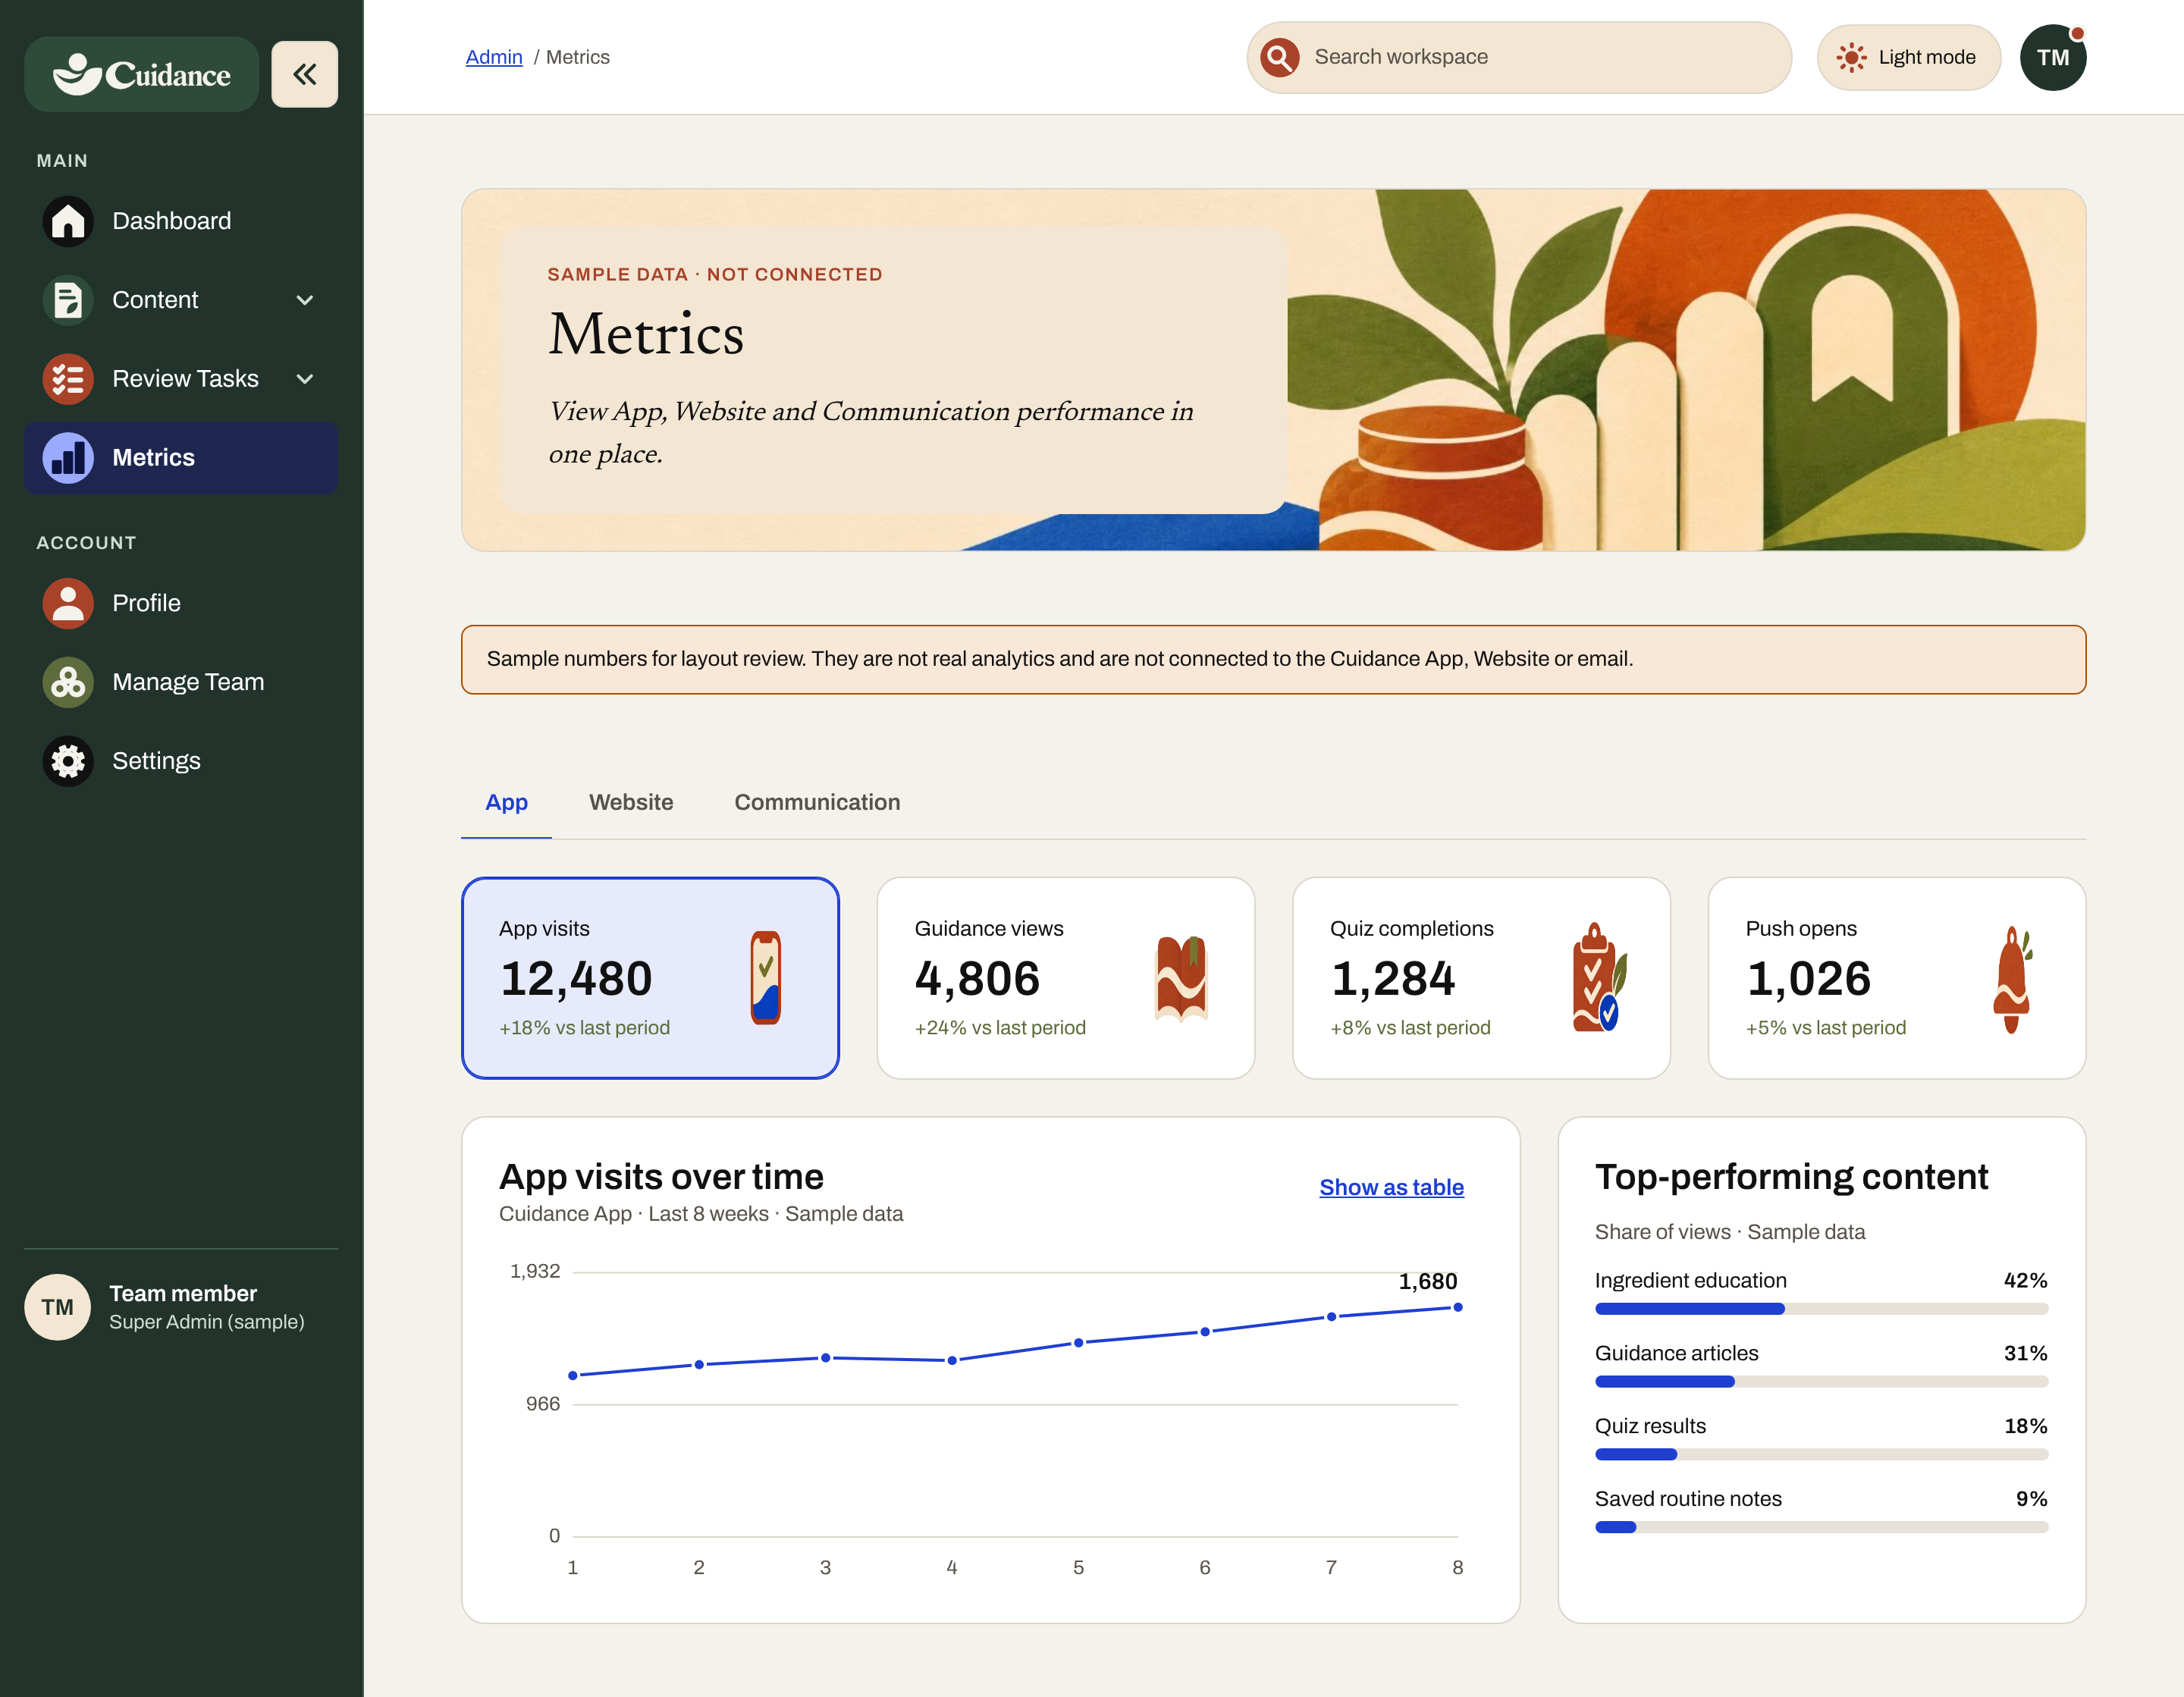 Cuidance
MAIN
Dashboard
Content
Review Tasks
Metrics
ACCOUNT
Profile
Manage Team
Settings
TM
Team member
Super Admin (sample)
Admin / Metrics
Search workspace
Light mode
TM
SAMPLE DATA · NOT CONNECTED
Metrics
View App, Website and Communication performance in
one place.
Sample numbers for layout review. They are not real analytics and are not connected to the Cuidance App, Website or email.
App
Website
Communication
App visits
12,480
+18% vs last period
Guidance views
4,806
+24% vs last period
Quiz completions
1,284
+8% vs last period
Push opens
1,026
+5% vs last period
App visits over time
Cuidance App · Last 8 weeks · Sample data
Show as table
1,932
1,680
966
0
1 2 3 4 5 6 7 8
Top-performing content
Share of views · Sample data
Ingredient education 42%
Guidance articles 31%
Quiz results 18%
Saved routine notes 9%